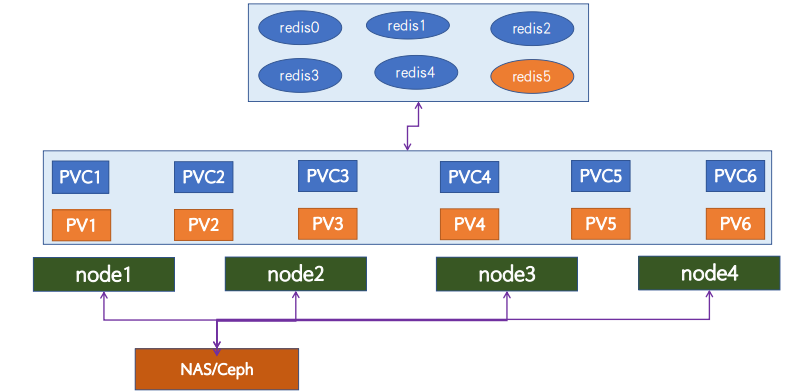 redis0 redis1 redis2
redis3 redis4 redis5
PVC1 PVC2 PVC3 PVC4 PVC5 PVC6
PV1 PV2 PV3 PV4 PV5 PV6
node1 node2 node3 node4
NAS/Ceph